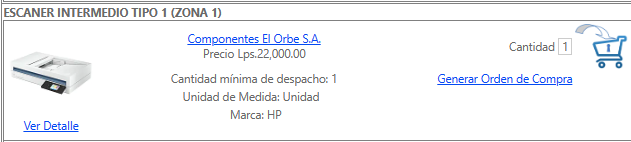 ESCANER INTERMEDIO TIPO 1 (ZONA 1)
Componentes El Orbe S.A.
Precio Lps.22,000.00
Cantidad 1
1
Cantidad mínima de despacho: 1
Generar Orden de Compra
Unidad de Medida: Unidad
Marca: HP
Ver Detalle